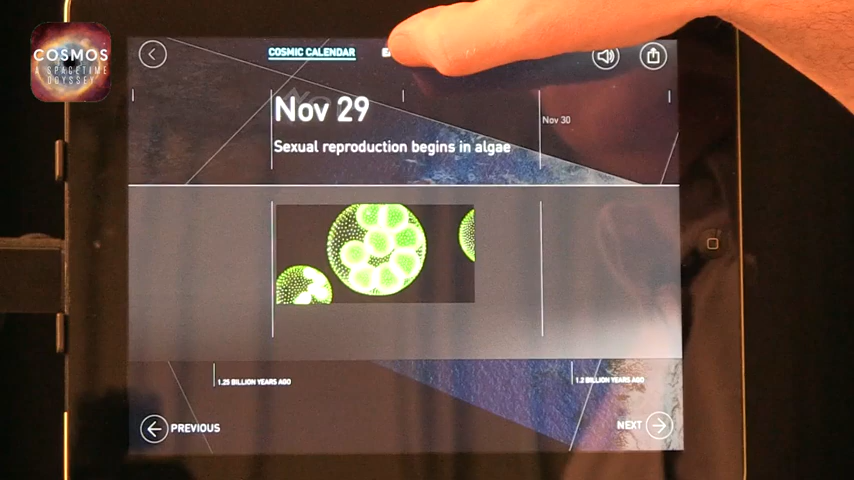 COSMOS
A SPACETIME
ODYSSEY
COSMIC CALENDAR
Nov 29
Nov 30
Sexual reproduction begins in algae
1.25 BILLION YEARS AGO
1.2 BILLION YEARS AGO
PREVIOUS
NEXT